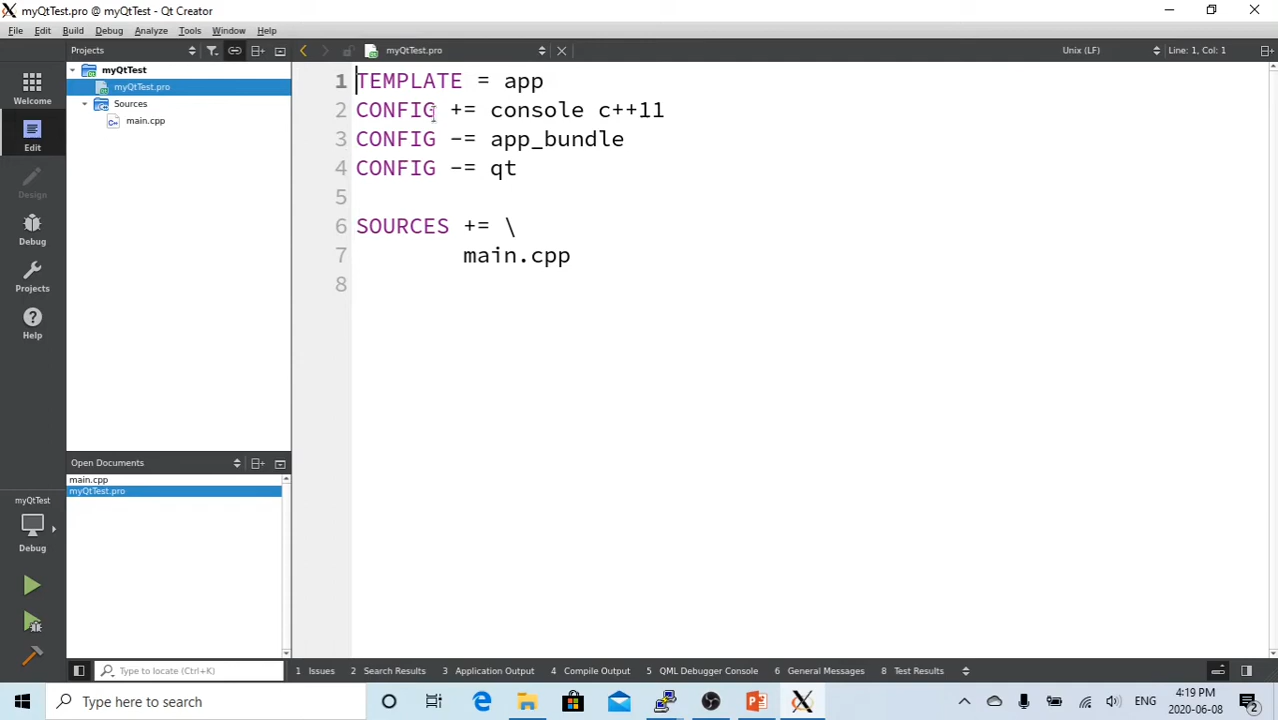 myQtTest.pro @ myQtTest - Qt Creator
File Edit Build Debug Analyze Tools Window Help
Projects
myQtTest.pro
Unix (LF)
Line: 1, Col: 1
Welcome
Edit
Design
Debug
Projects
Help
myQtTest
Debug
myQtTest
myQtTest.pro
Sources
main.cpp
Open Documents
main.cpp
myQtTest.pro
1 TEMPLATE = app
2 CONFIG += console c++11
3 CONFIG -= app_bundle
4 CONFIG -= qt
5
6 SOURCES += \
7 main.cpp
8
Type to locate (Ctrl+K)
1 Issues 2 Search Results 3 Application Output 4 Compile Output 5 QML Debugger Console 6 General Messages 8 Test Results
Type here to search
ENG
4:19 PM
2020-06-08
2